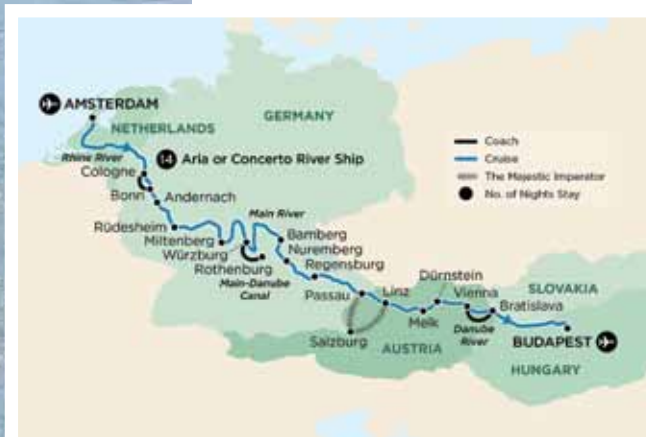 AMSTERDAM
GERMANY
NETHERLANDS
Rhine River
14 Aria or Concerto River Ship
Coach
Cruise
The Majestic Imperator
No. of Nights Stay
Cologne
Bonn
Andernach
Rüdesheim
Main River
Miltenberg
Bamberg
Würzburg
Nuremberg
Rothenburg
Regensburg
Main-Danube
Canal
Dürnstein
Passau
Linz
Vienna
SLOVAKIA
Bratislava
Melk
Danube
River
Salzburg
AUSTRIA
BUDAPEST
HUNGARY